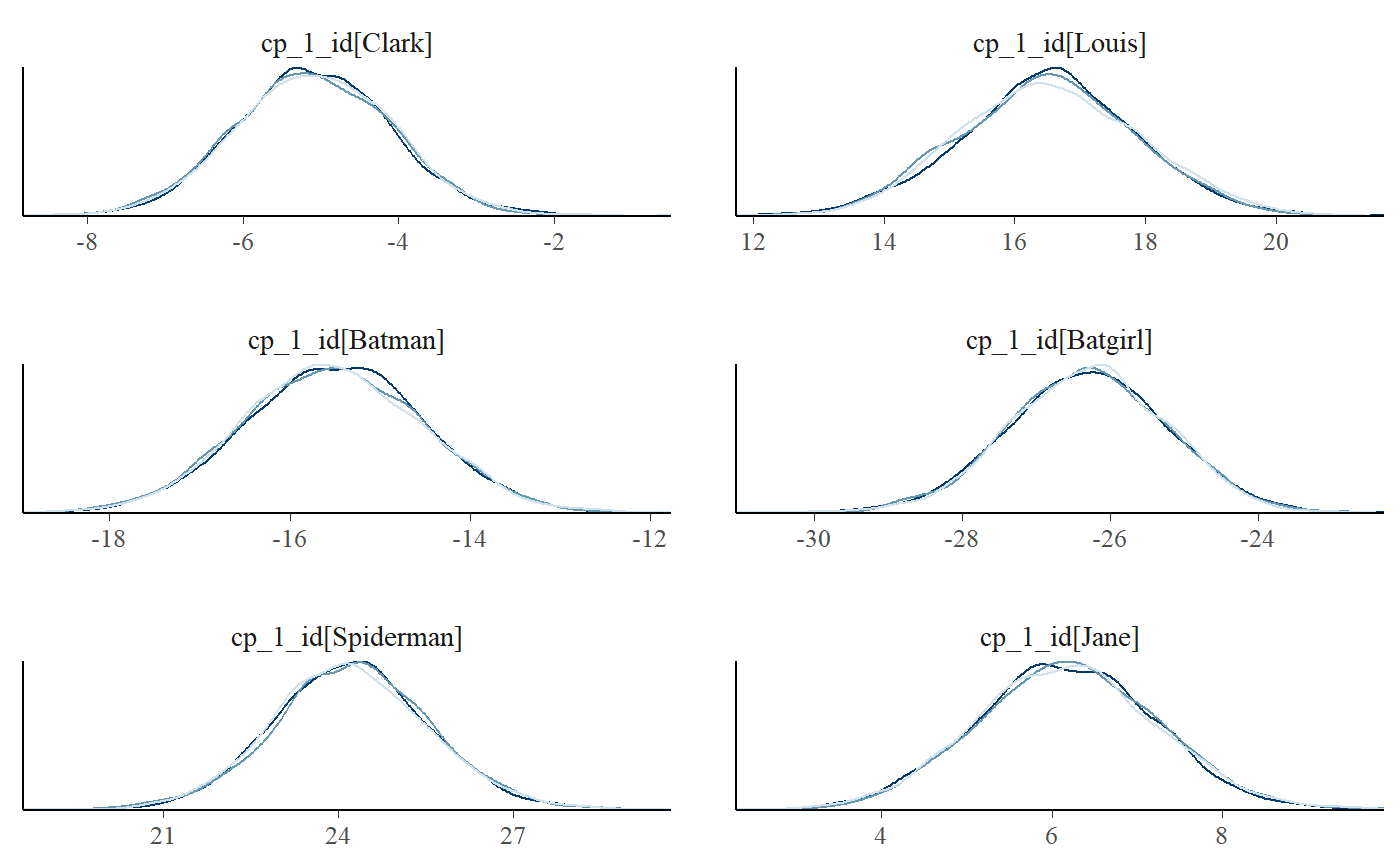 cp_1_id[Clark] cp_1_id[Louis]
-8 -6 -4 -2 12 14 16 18 20
cp_1_id[Batman] cp_1_id[Batgirl]
-18 -16 -14 -12 -30 -28 -26 -24
cp_1_id[Spiderman] cp_1_id[Jane]
21 24 27 4 6 8